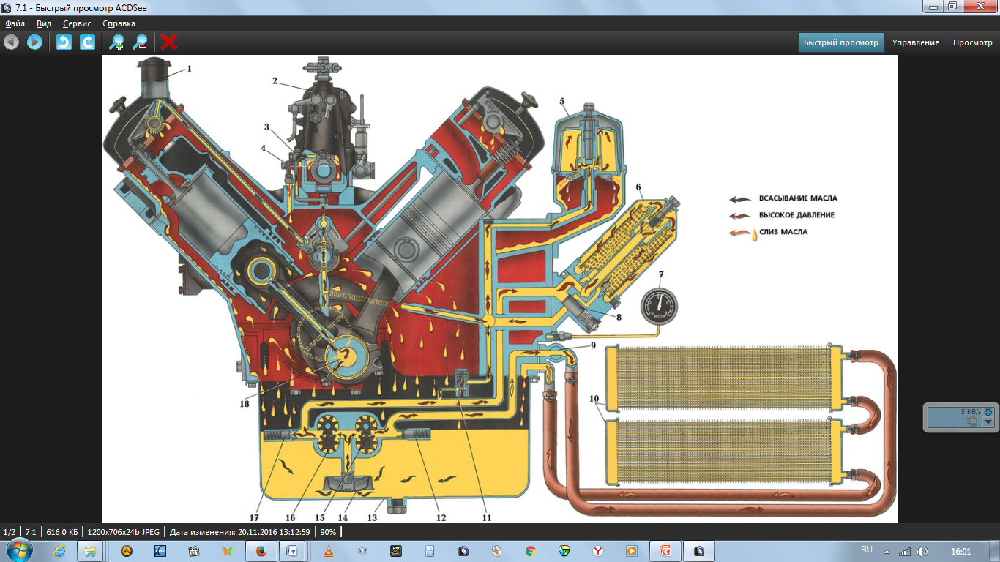 7.1 - Быстрый просмотр ACDSee
Файл Вид Сервис Справка
Быстрый просмотр Управление Просмотр
1
2
3
4
5
6
ВСАСЫВАНИЕ МАСЛА
ВЫСОКОЕ ДАВЛЕНИЕ
СЛИВ МАСЛА
7
8
9
10
18
5 KB/s
17 16 15 14 13 12 11
1/2 7.1 616.0 КБ 1200x706x24b JPEG Дата изменения: 20.11.2016 13:12:59 90%
RU 16:01